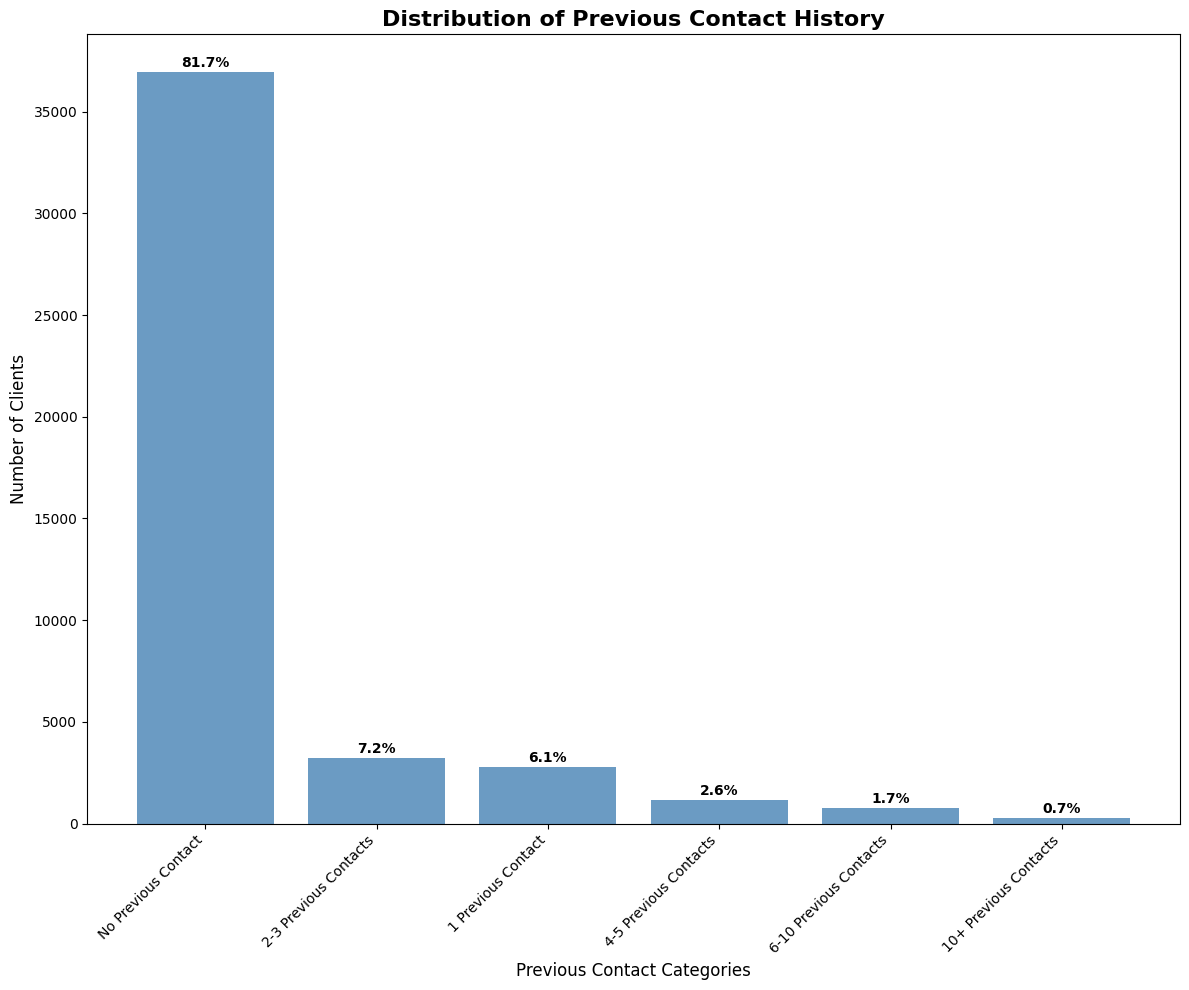 Distribution of Previous Contact History
Number of Clients
35000
30000
25000
20000
15000
10000
5000
0
81.7%
7.2%
6.1%
2.6%
1.7%
0.7%
No Previous Contact
2-3 Previous Contacts
1 Previous Contact
4-5 Previous Contacts
6-10 Previous Contacts
10+ Previous Contacts
Previous Contact Categories